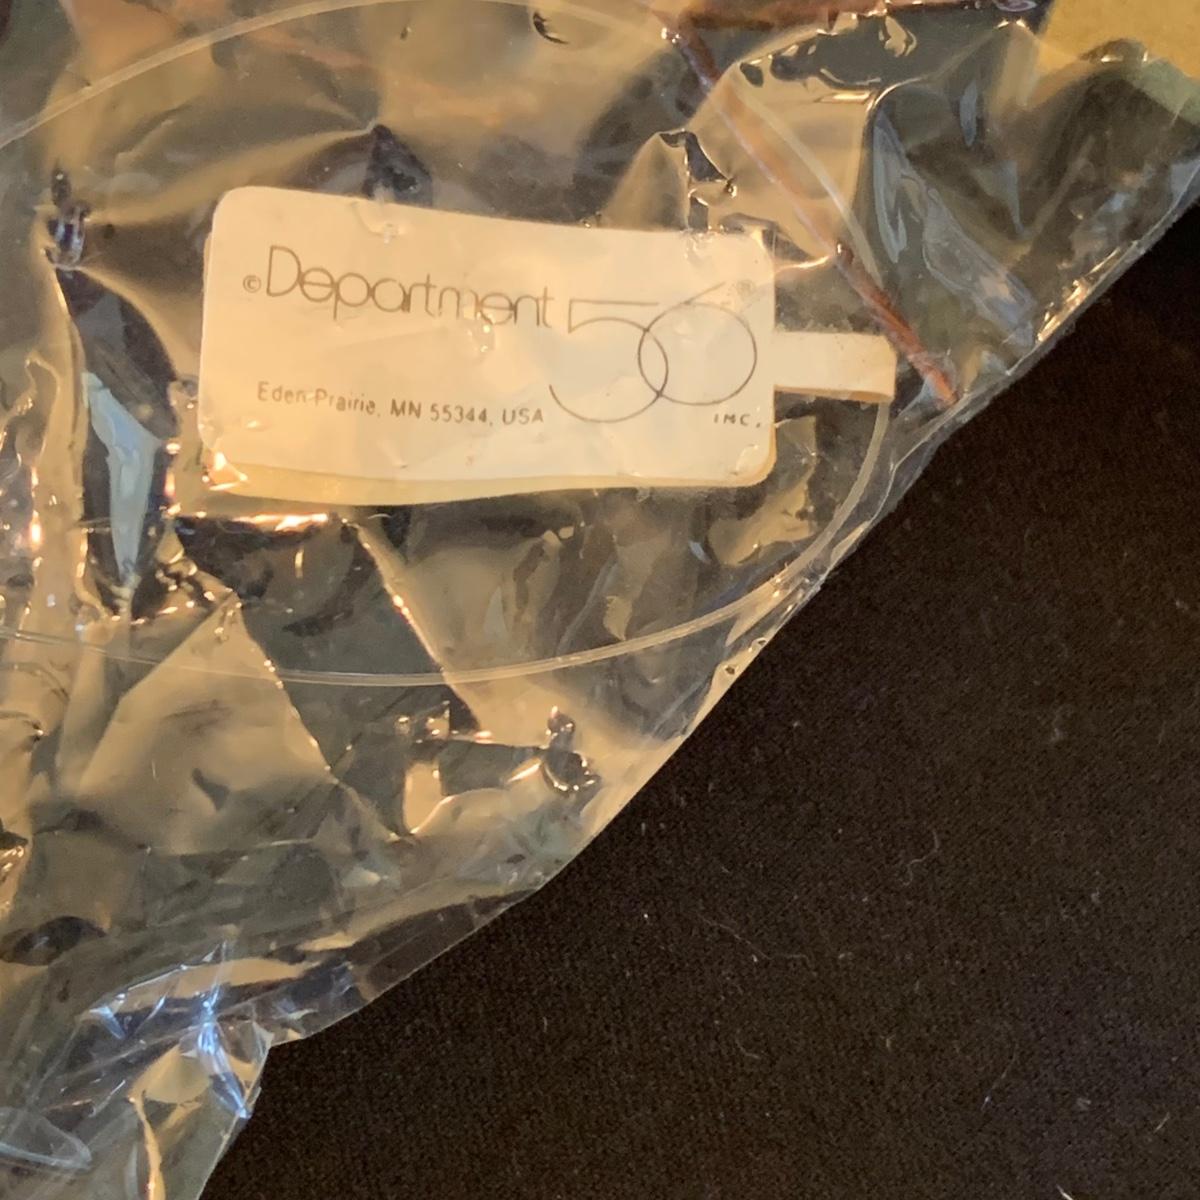 ©Department 56®
Eden Prairie, MN 55344, USA
INC.